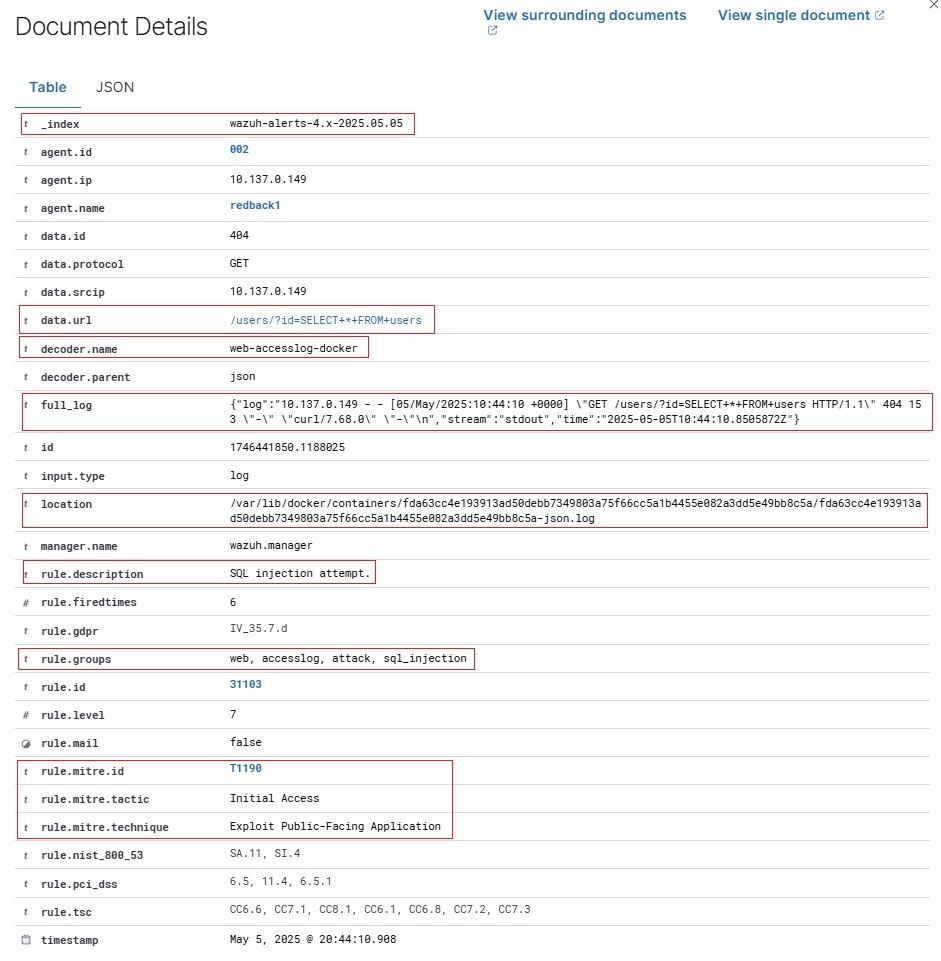 View surrounding documents
View single document
Document Details
Table JSON
t _index wazuh-alerts-4.x-2025.05.05
t agent.id 002
t agent.ip 10.137.0.149
t agent.name redback1
t data.id 404
t data.protocol GET
t data.srcip 10.137.0.149
t data.url /users/?id=SELECT+*+FROM+users
t decoder.name web-accesslog-docker
t decoder.parent json
t full_log {"log":"10.137.0.149 - - [05/May/2025:10:44:10 +0000] \"GET /users/?id=SELECT+*+FROM+users HTTP/1.1\" 404 15
3 \"-\" \"curl/7.68.0\" \"-\"\n","stream":"stdout","time":"2025-05-05T10:44:10.8505872Z"}
t id 1746441850.1188025
t input.type log
t location /var/lib/docker/containers/fda63cc4e193913ad50debb7349803a75f66cc5a1b4455e082a3dd5e49bb8c5a/fda63cc4e193913a
d50debb7349803a75f66cc5a1b4455e082a3dd5e49bb8c5a-json.log
t manager.name wazuh.manager
t rule.description SQL injection attempt.
# rule.firedtimes 6
t rule.gdpr IV_35.7.d
t rule.groups web, accesslog, attack, sql_injection
t rule.id 31103
# rule.level 7
rule.mail false
t rule.mitre.id T1190
t rule.mitre.tactic Initial Access
t rule.mitre.technique Exploit Public-Facing Application
t rule.nist_800_53 SA.11, SI.4
t rule.pci_dss 6.5, 11.4, 6.5.1
t rule.tsc CC6.6, CC7.1, CC8.1, CC6.1, CC6.8, CC7.2, CC7.3
timestamp May 5, 2025 @ 20:44:10.908